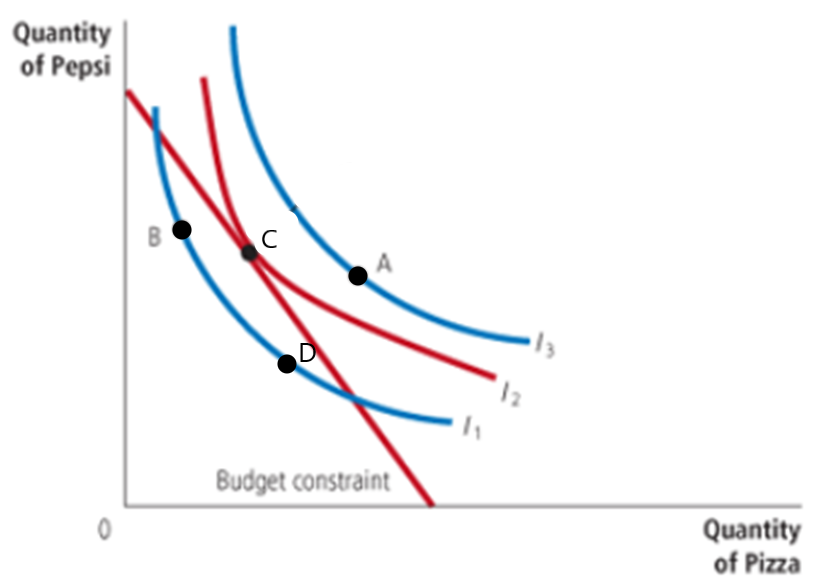 Quantity
of Pepsi
C
B
A
D
I3
I2
I1
Budget constraint
0
Quantity
of Pizza